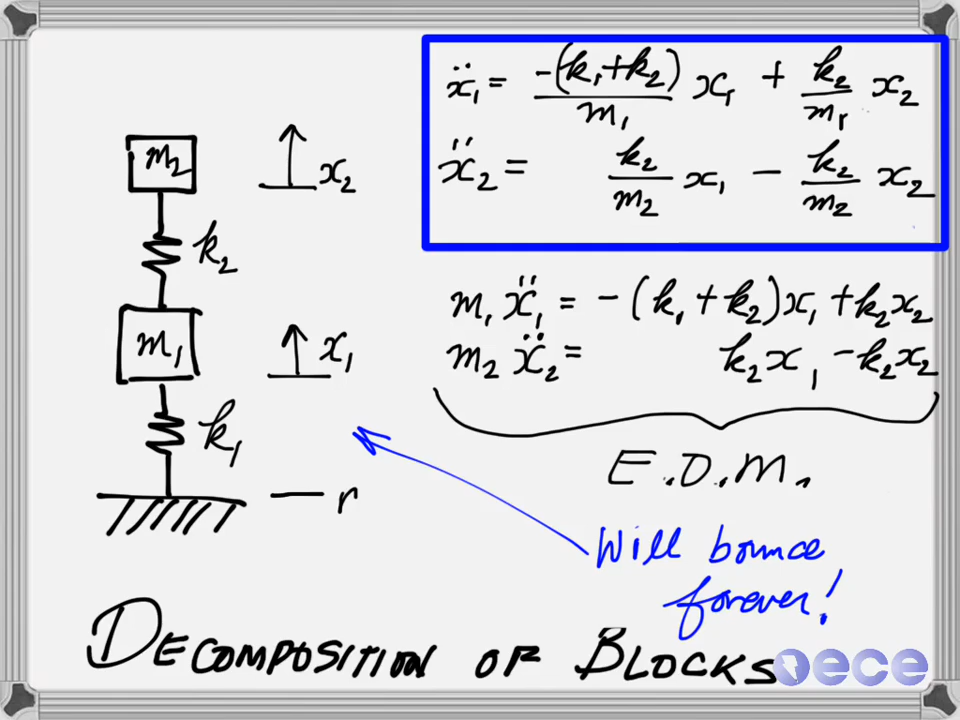 ẍ₁ = -(k₁+k₂)/m₁ x₁ + k₂/m₁ x₂
ẍ₂ = k₂/m₂ x₁ - k₂/m₂ x₂
m₂
x₂
k₂
m₁ẍ₁ = -(k₁+k₂)x₁+k₂x₂
m₂ẍ₂ = k₂x₁-k₂x₂
m₁
x₁
k₁
E.O.M.
r
Will bounce
forever!
DECOMPOSITION OF BLOCKS
ece